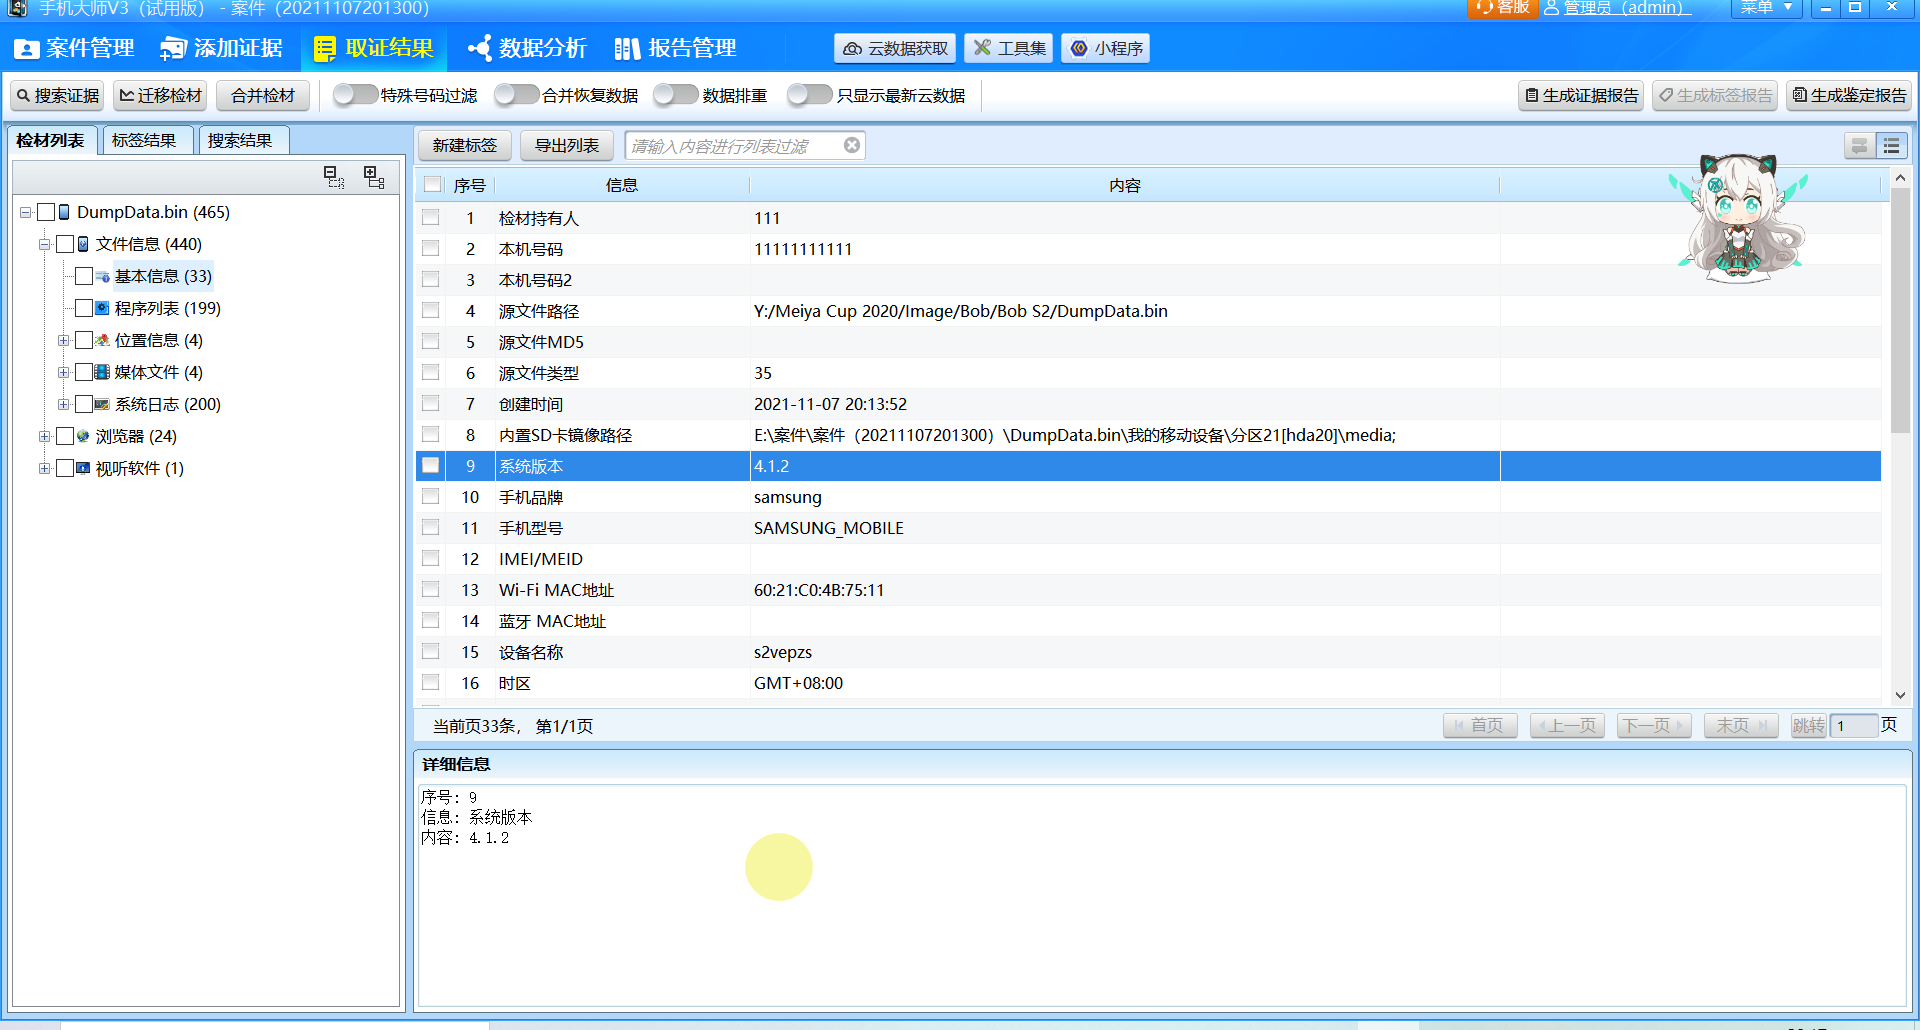 手机大师V3（试用版） - 案件（20211107201300）
客服 管理员（admin） 菜单
案件管理 添加证据 取证结果 数据分析 报告管理 云数据获取 工具集 小程序
搜索证据 迁移检材 合并检材 特殊号码过滤 合并恢复数据 数据排重 只显示最新云数据 生成证据报告 生成标签报告 生成鉴定报告
检材列表 标签结果 搜索结果
新建标签 导出列表 请输入内容进行列表过滤
DumpData.bin (465)
文件信息 (440)
基本信息 (33)
程序列表 (199)
位置信息 (4)
媒体文件 (4)
系统日志 (200)
浏览器 (24)
视听软件 (1)
序号 信息 内容
1 检材持有人 111
2 本机号码 11111111111
3 本机号码2
4 源文件路径 Y:/Meiya Cup 2020/Image/Bob/Bob S2/DumpData.bin
5 源文件MD5
6 源文件类型 35
7 创建时间 2021-11-07 20:13:52
8 内置SD卡镜像路径 E:\案件\案件（20211107201300）\DumpData.bin\我的移动设备\分区21[hda20]\media;
9 系统版本 4.1.2
10 手机品牌 samsung
11 手机型号 SAMSUNG_MOBILE
12 IMEI/MEID
13 Wi-Fi MAC地址 60:21:C0:4B:75:11
14 蓝牙 MAC地址
15 设备名称 s2vepzs
16 时区 GMT+08:00
当前页33条， 第1/1页 首页 上一页 下一页 末页 跳转 1 页
详细信息
序号: 9
信息: 系统版本
内容: 4.1.2